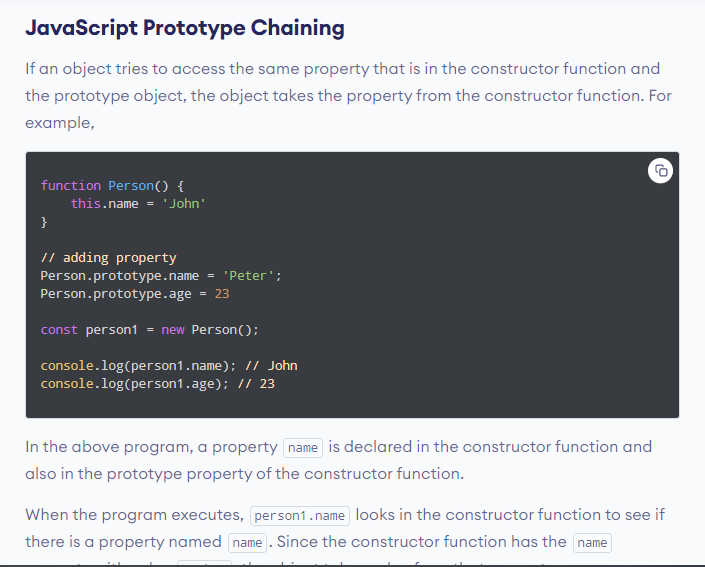 JavaScript Prototype Chaining
If an object tries to access the same property that is in the constructor function and
the prototype object, the object takes the property from the constructor function. For
example,
function Person() {
    this.name = 'John'
}
// adding property
Person.prototype.name = 'Peter';
Person.prototype.age = 23
const person1 = new Person();
console.log(person1.name); // John
console.log(person1.age); // 23
In the above program, a property name is declared in the constructor function and
also in the prototype property of the constructor function.
When the program executes, person1.name looks in the constructor function to see if
there is a property named name . Since the constructor function has the name